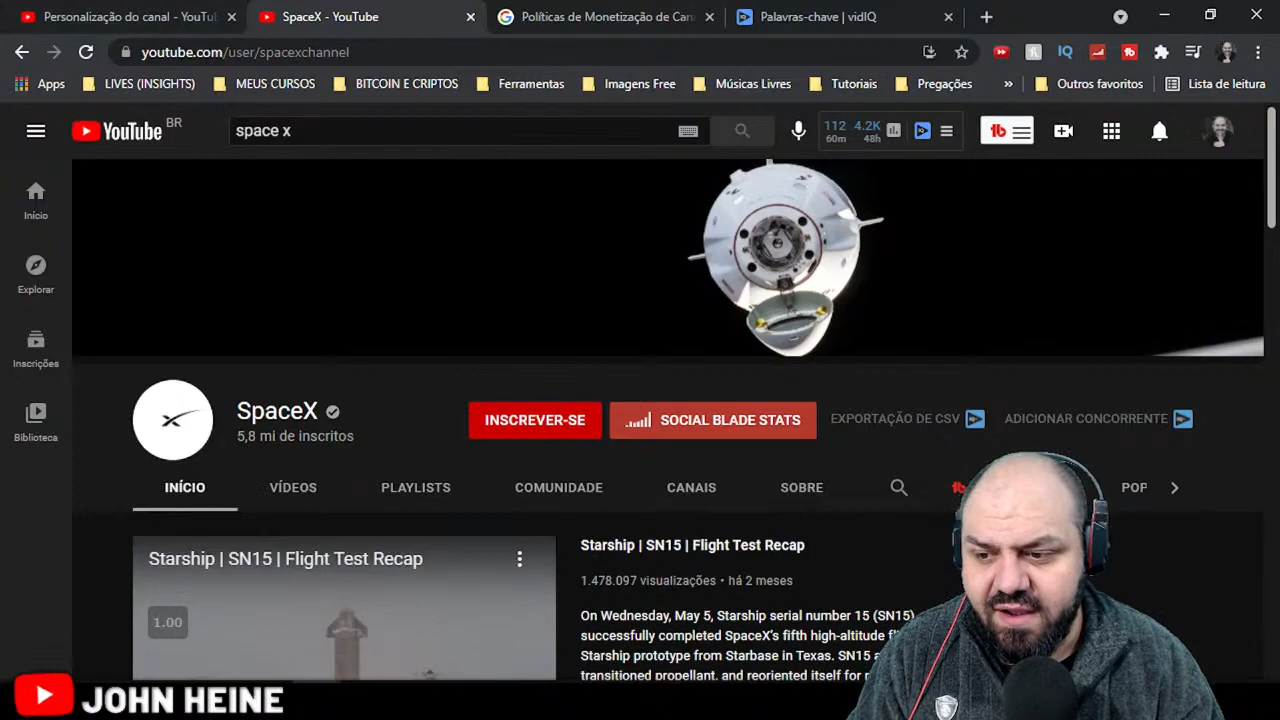 Personalização do canal - YouTu
SpaceX - YouTube
Políticas de Monetização de Can
Palavras-chave | vidIQ
youtube.com/user/spacexchannel
IQ
Apps
LIVES (INSIGHTS)
MEUS CURSOS
BITCOIN E CRIPTOS
Ferramentas
Imagens Free
Músicas Livres
Tutoriais
Pregações
»
Outros favoritos
Lista de leitura
YouTube BR
space x
112 4.2K
60m 48h
tb
Início
Explorar
Inscrições
Biblioteca
SpaceX
5,8 mi de inscritos
INSCREVER-SE
SOCIAL BLADE STATS
EXPORTAÇÃO DE CSV
ADICIONAR CONCORRENTE
INÍCIO
VÍDEOS
PLAYLISTS
COMUNIDADE
CANAIS
SOBRE
POP
Starship | SN15 | Flight Test Recap
1.00
Starship | SN15 | Flight Test Recap
1.478.097 visualizações • há 2 meses
On Wednesday, May 5, Starship serial number 15 (SN15)
successfully completed SpaceX's fifth high-altitude
Starship prototype from Starbase in Texas. SN15
transitioned propellant, and reoriented itself for
JOHN HEINE